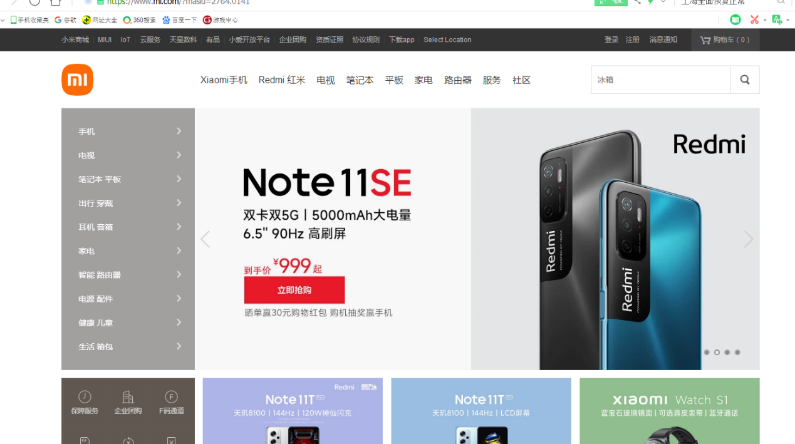 https://www.mi.com/?masid=2764.0141
手机收藏夹 谷歌 网址大全 360搜索 百度一下 游戏中心
小米商城 MIUI IoT 云服务 天星数科 有品 小爱开放平台 企业团购 资质证照 协议规则 下载app Select Location
登录 注册 消息通知 购物车 ( 0 )
Xiaomi手机 Redmi 红米 电视 笔记本 平板 家电 路由器 服务 社区
冰箱
手机
电视
笔记本 平板
出行 穿戴
耳机 音箱
家电
智能 路由器
电源 配件
健康 儿童
生活 箱包
Note 11SE
双卡双5G | 5000mAh大电量
6.5" 90Hz 高刷屏
到手价 ¥999 起
立即抢购
晒单赢30元购物红包 购机抽奖赢手机
Redmi
Redmi
Redmi
保障服务 企业团购 F码通道
Redmi
Note 11T
天玑8100 | 144Hz | 120W神仙闪充
Note 11T
天玑8100 | 144Hz | LCD屏幕
xiaomi Watch S1
蓝宝石玻璃镜面 | 可选真皮表带 | 蓝牙通话